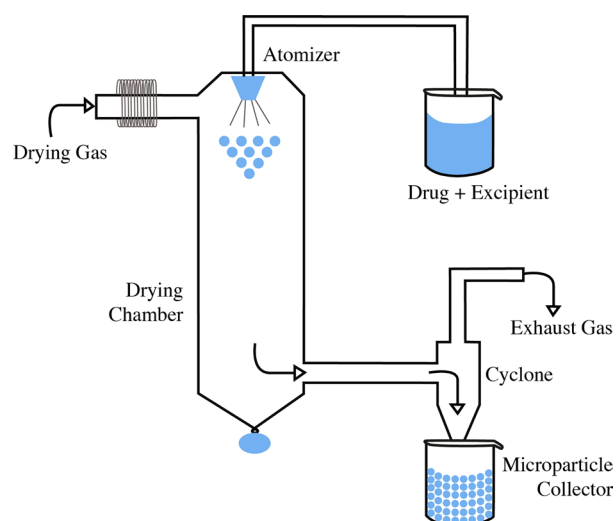 Atomizer
Drying Gas
Drug + Excipient
Drying
Chamber
Exhaust Gas
Cyclone
Microparticle
Collector